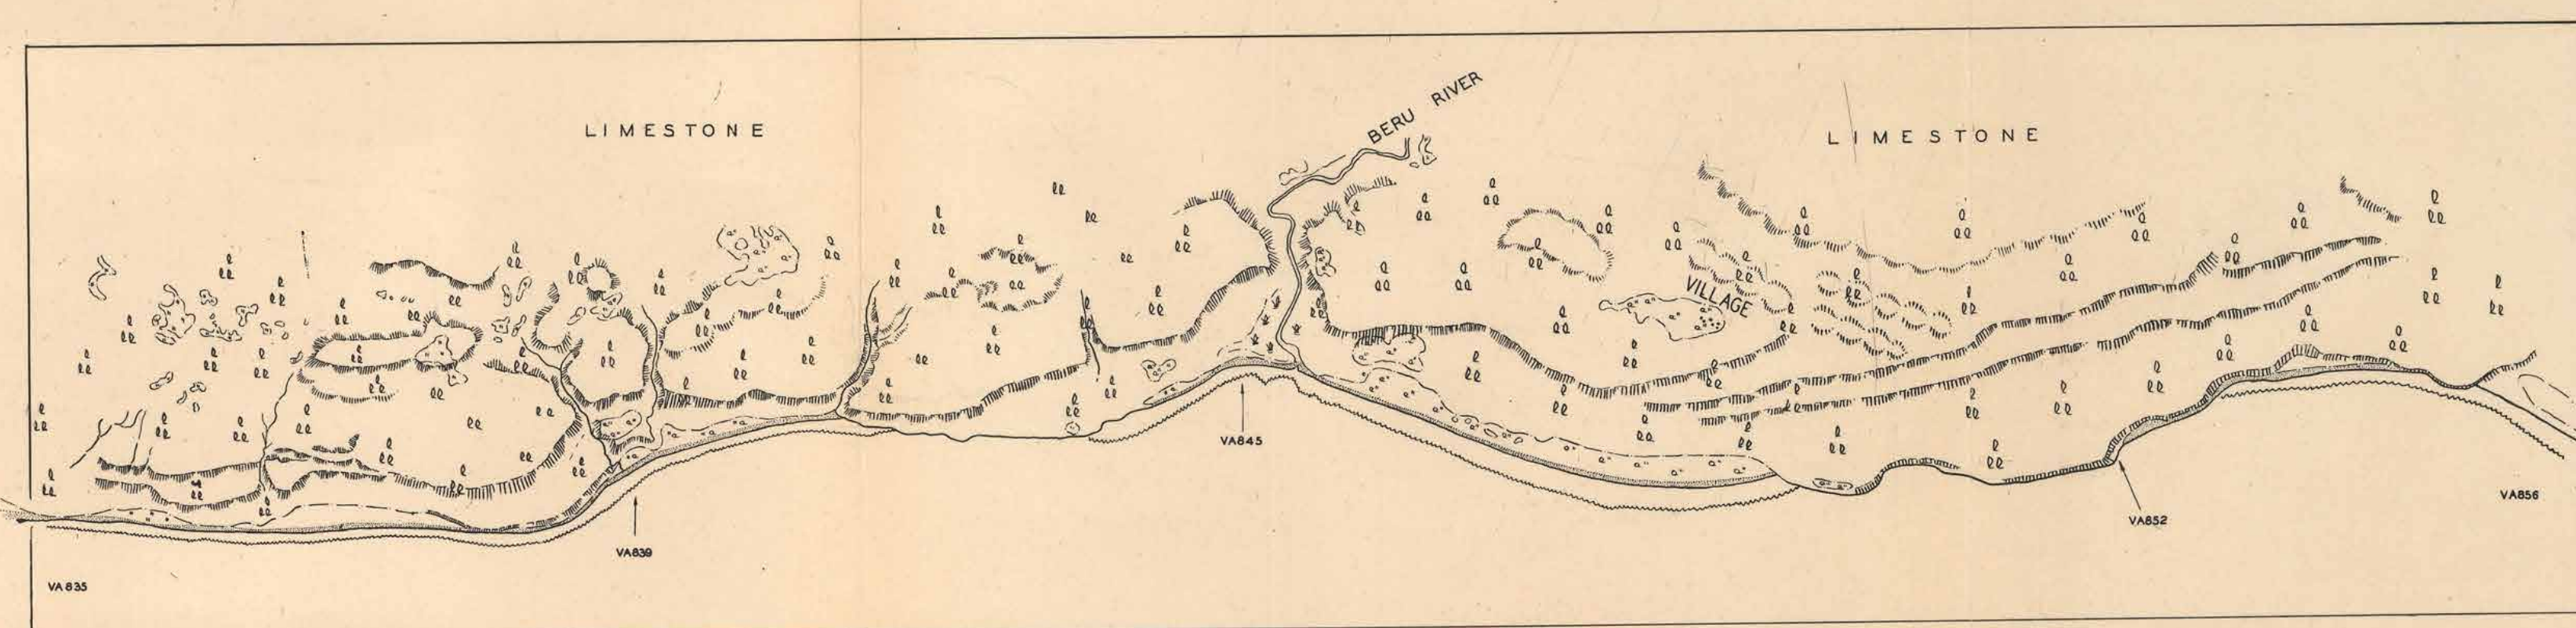 LIMESTONE
BERU RIVER
LIMESTONE
VILLAGE
VA835
VA839
VA845
VA852
VA856